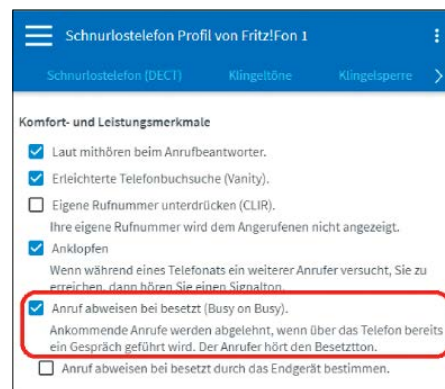 Schnurlostelefon Profil von Fritz!Fon 1
Schnurlostelefon (DECT) Klingeltöne Klingelsperre
Komfort- und Leistungsmerkmale
Laut mithören beim Anrufbeantworter.
Erleichterte Telefonbuchsuche (Vanity).
Eigene Rufnummer unterdrücken (CLIR).
Ihre eigene Rufnummer wird dem Angerufenen nicht angezeigt.
Anklopfen
Wenn während eines Telefonats ein weiterer Anrufer versucht, Sie zu
erreichen, dann hören Sie einen Signalton.
Anruf abweisen bei besetzt (Busy on Busy).
Ankommende Anrufe werden abgelehnt, wenn über das Telefon bereits
ein Gespräch geführt wird. Der Anrufer hört den Besetztton.
Anruf abweisen bei besetzt durch das Endgerät bestimmen.